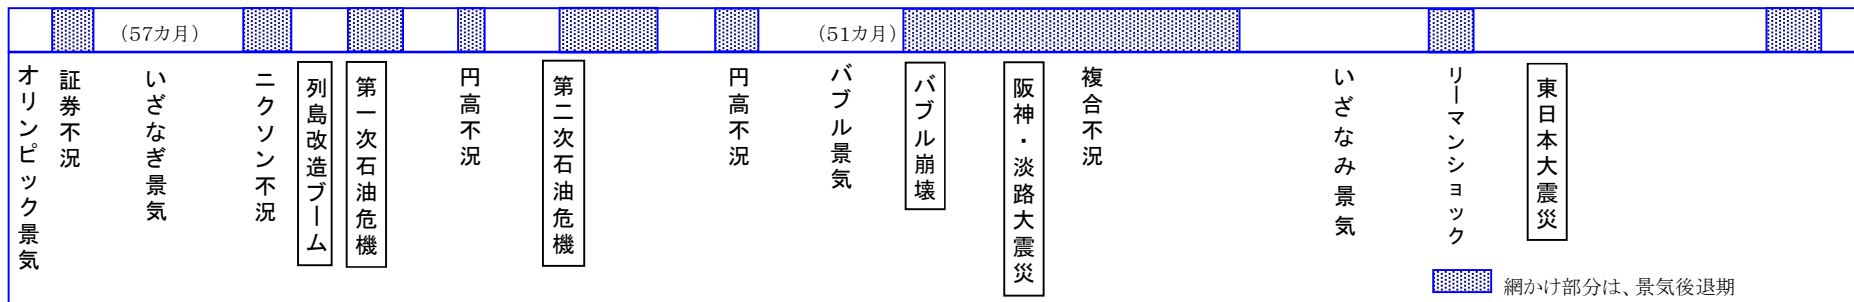 (57カ月)
(51カ月)
オリンピック景気
証券不況
いざなぎ景気
ニクソン不況
列島改造ブーム
第一次石油危機
円高不況
第二次石油危機
円高不況
バブル景気
バブル崩壊
阪神・淡路大震災
複合不況
いざなみ景気
リーマンショック
東日本大震災
網かけ部分は、景気後退期